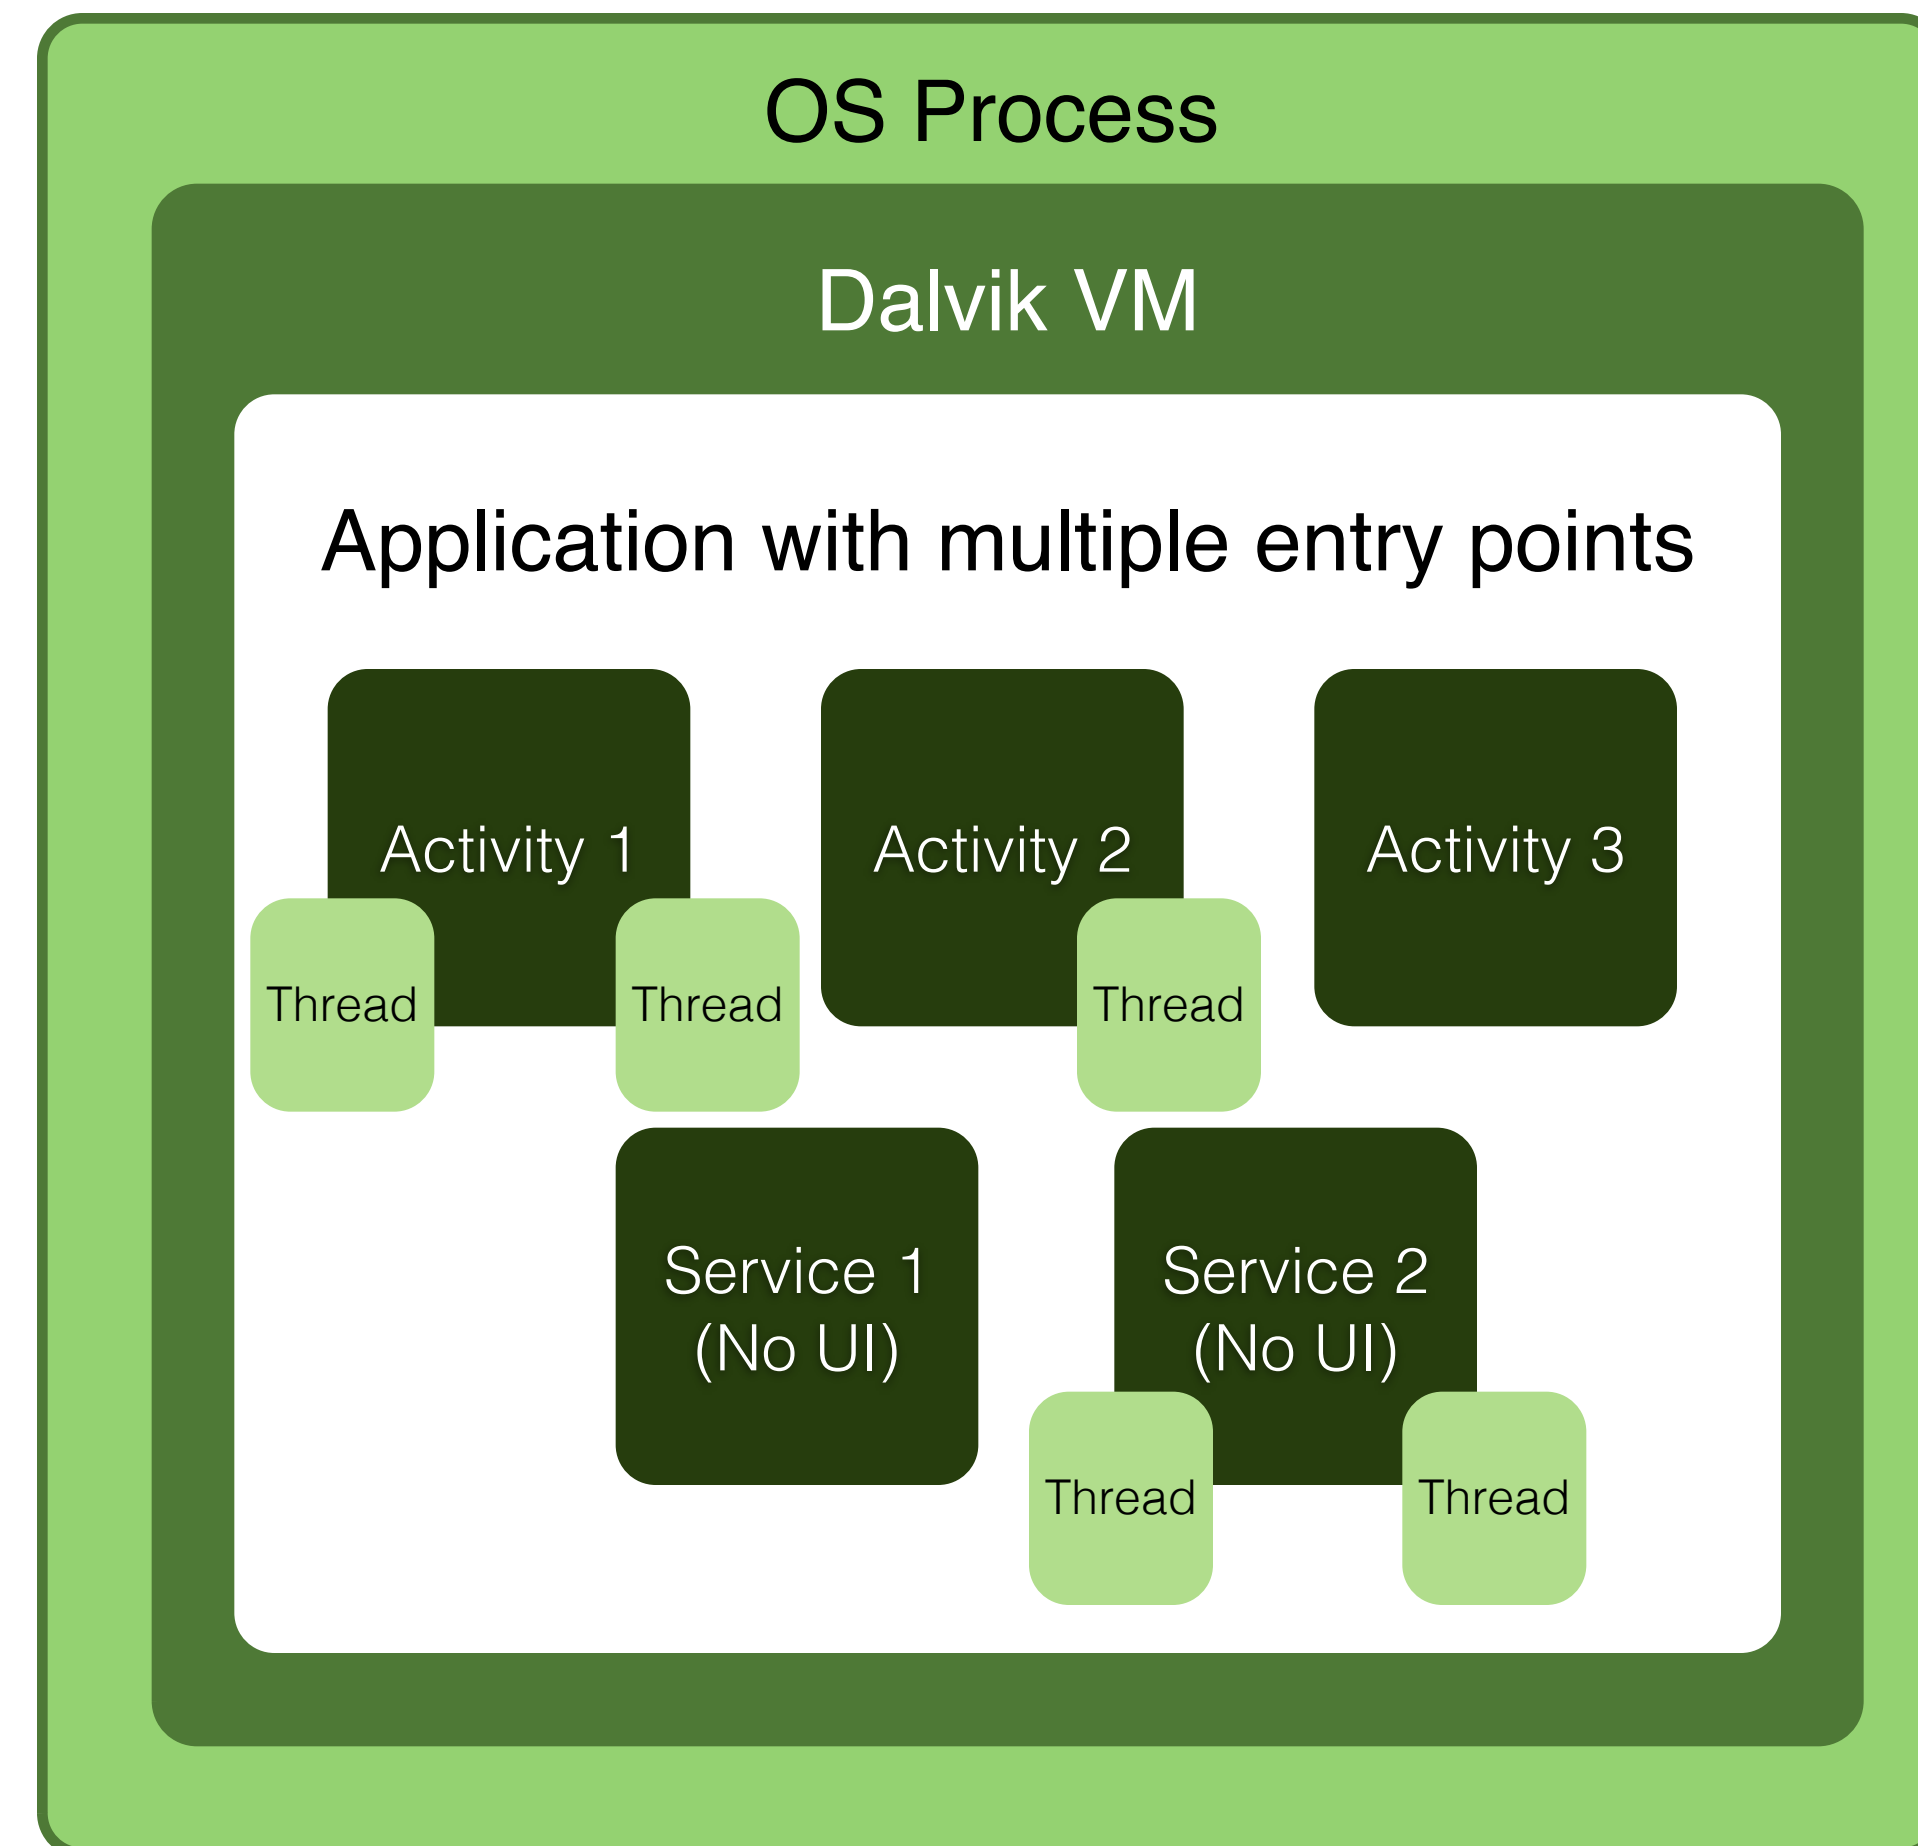 OS Process
Dalvik VM
Application with multiple entry points
Activity 1
Activity 2
Activity 3
Thread
Thread
Thread
Service 1
(No UI)
Service 2
(No UI)
Thread
Thread